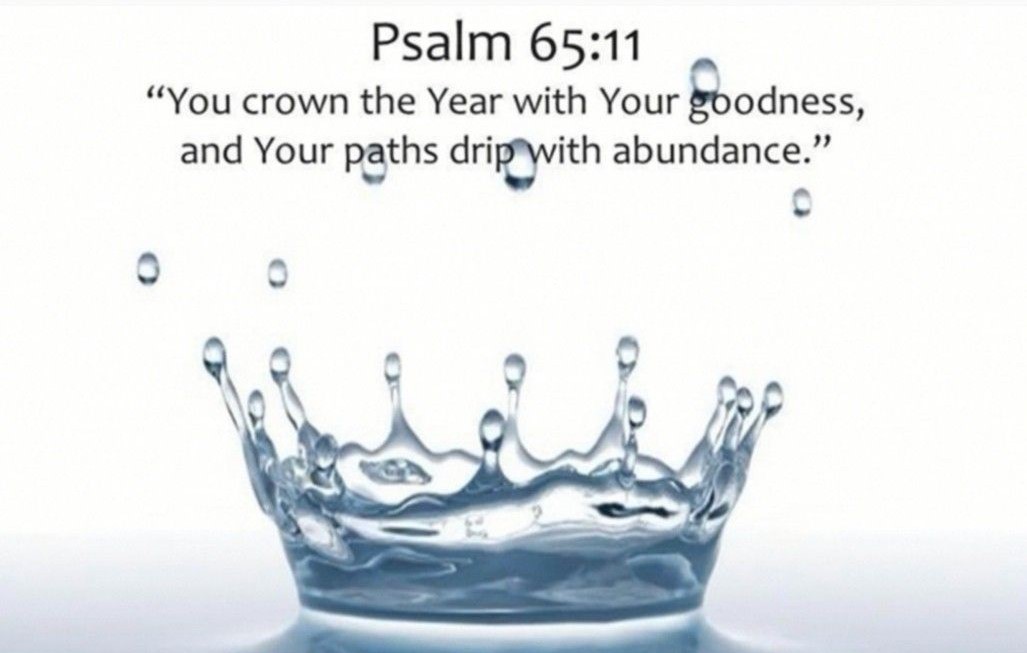 Psalm 65:11
“You crown the Year with Your goodness,
and Your paths drip with abundance.”